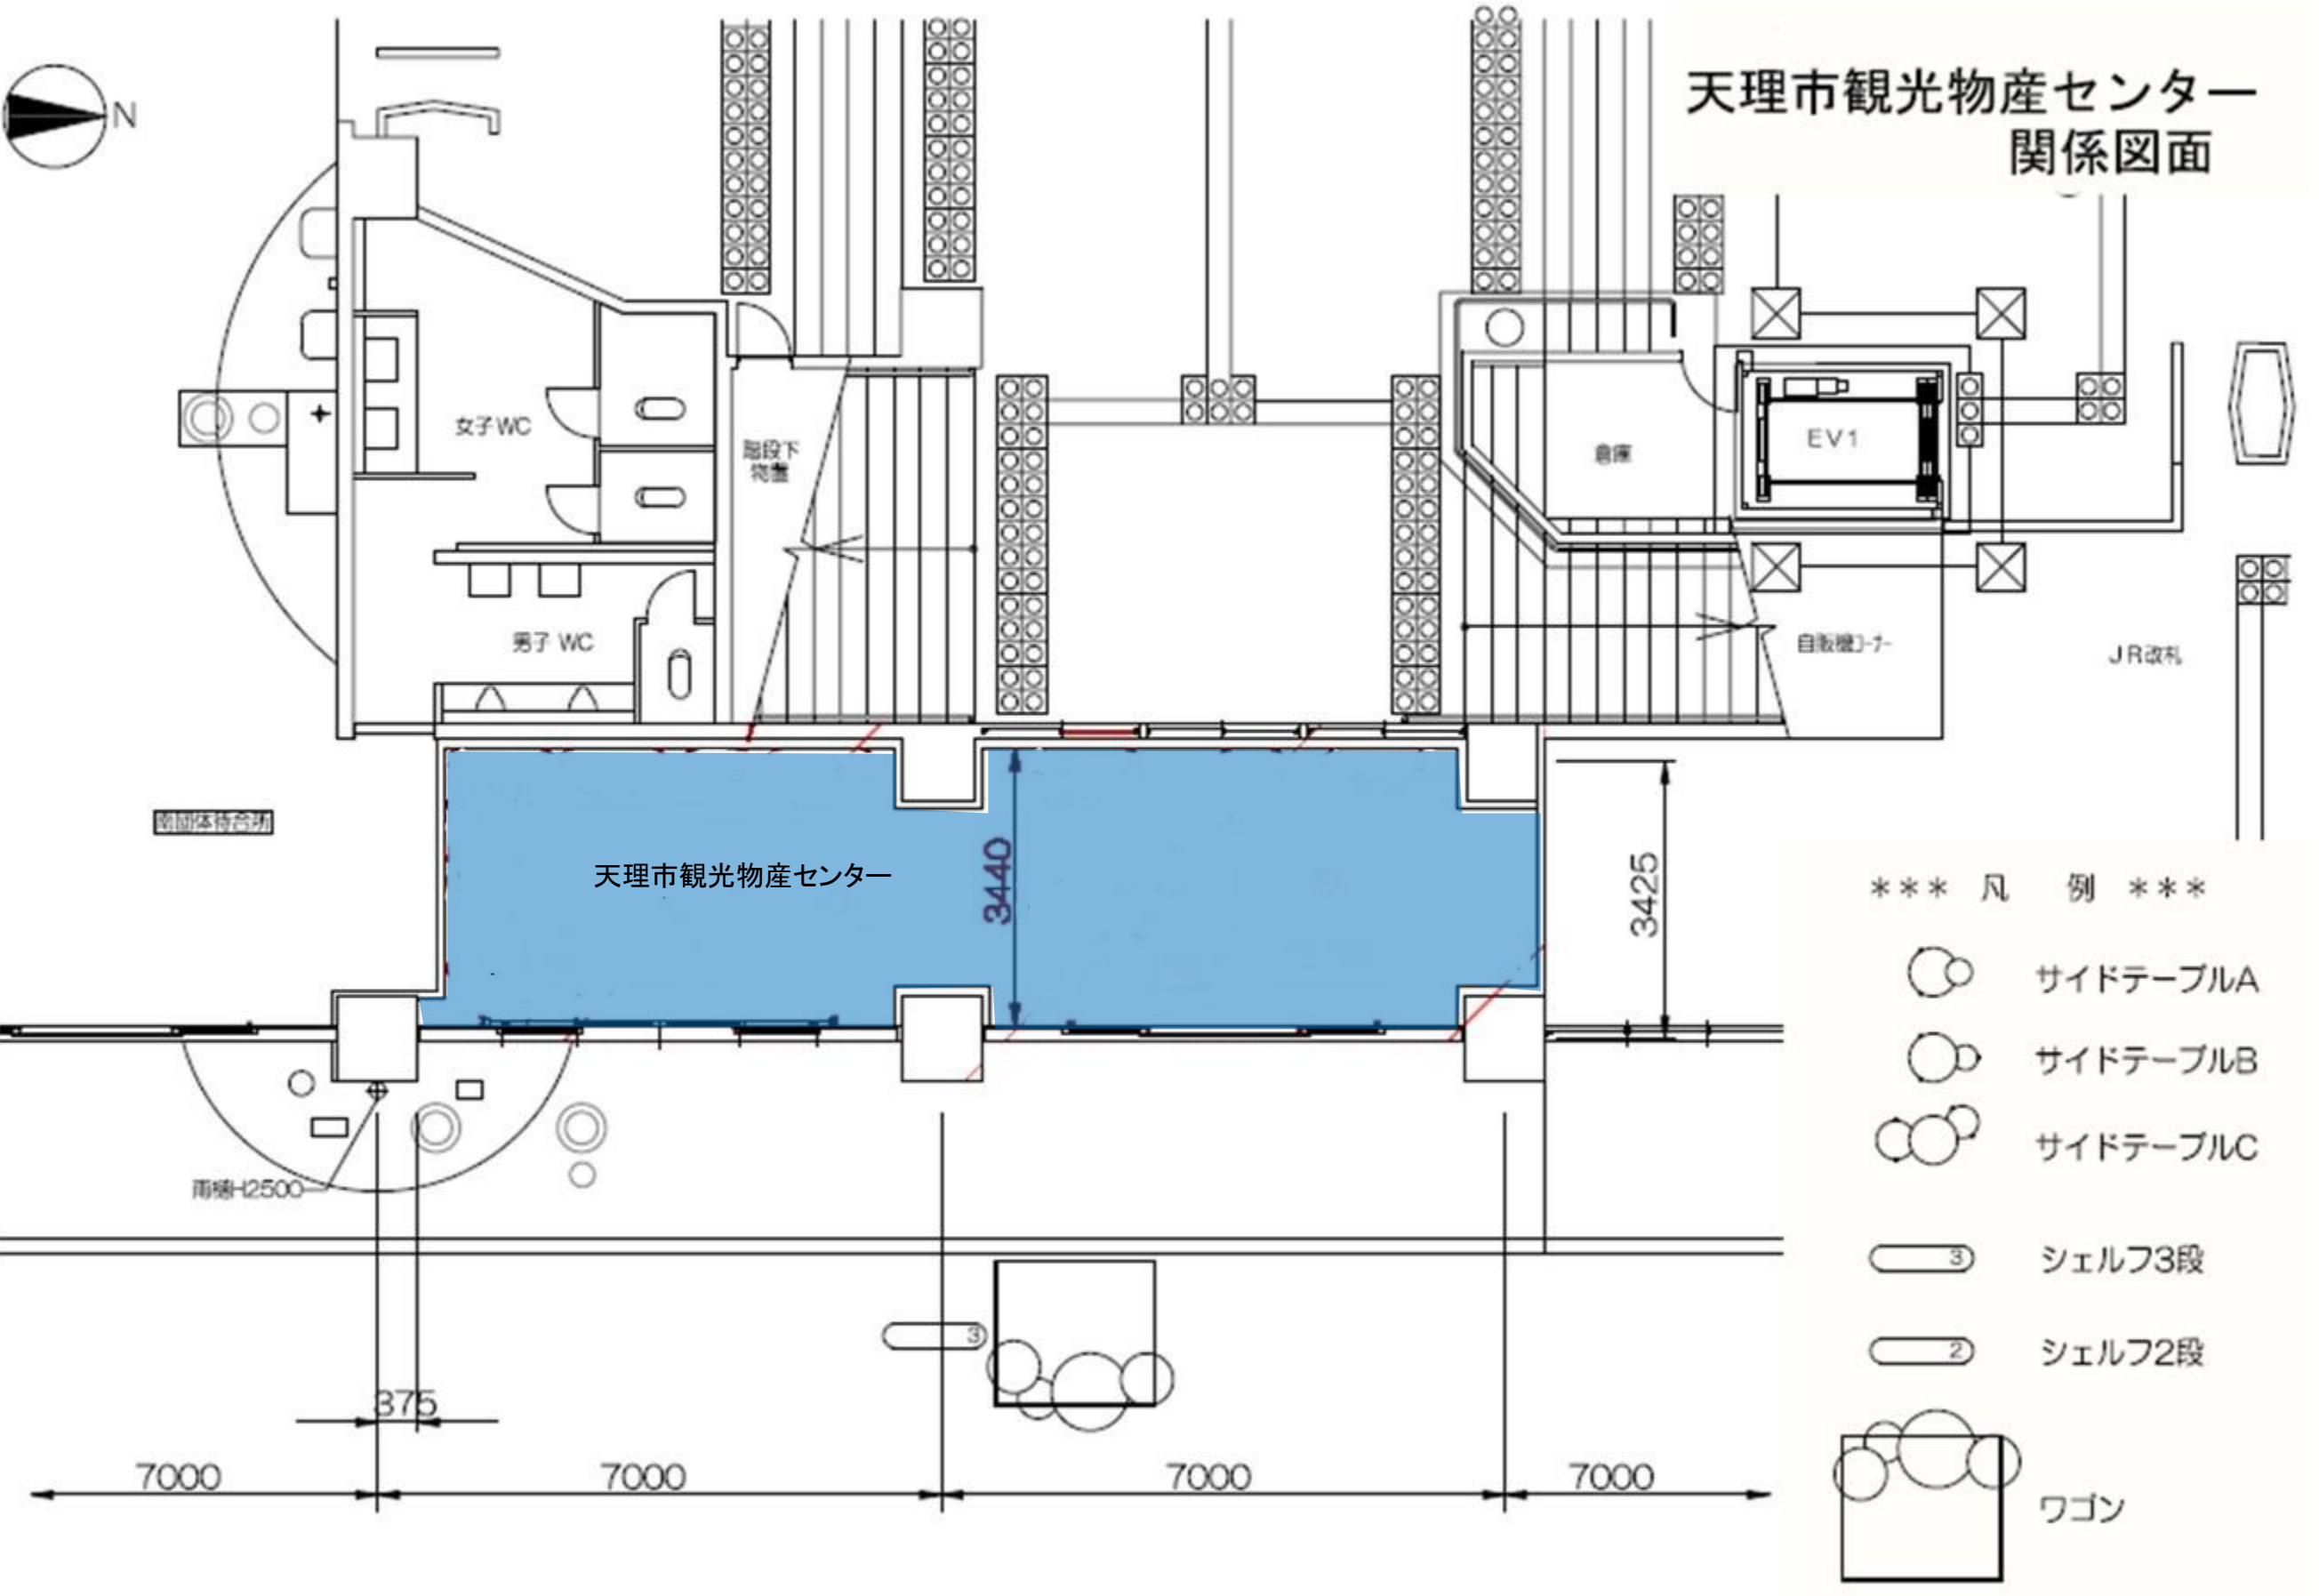 天理市観光物産センター
関係図面
N
女子WC
階段下
物置
倉庫
EV1
男子 WC
自販機コーナー
JR改札
南団体待合所
天理市観光物産センター
3440
3425
*** 凡 例 ***
サイドテーブルA
サイドテーブルB
サイドテーブルC
雨樋H2500
3 シェルフ3段
3
2 シェルフ2段
375
7000 7000 7000 7000
ワゴン